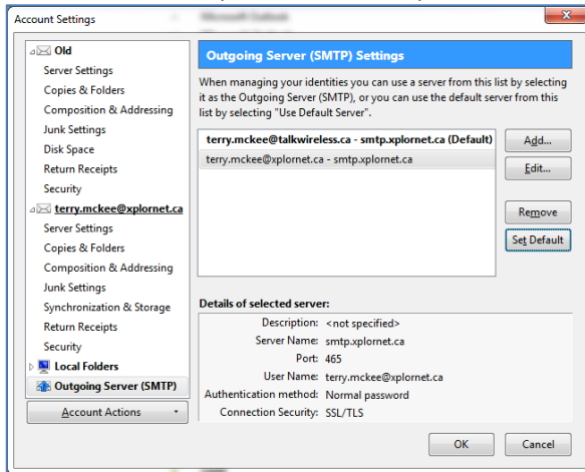 Account Settings
Old
Server Settings
Copies & Folders
Composition & Addressing
Junk Settings
Disk Space
Return Receipts
Security
terry.mckee@xplornet.ca
Server Settings
Copies & Folders
Composition & Addressing
Junk Settings
Synchronization & Storage
Return Receipts
Security
Local Folders
Outgoing Server (SMTP)
Account Actions
Outgoing Server (SMTP) Settings
When managing your identities you can use a server from this list by selecting
it as the Outgoing Server (SMTP), or you can use the default server from this
list by selecting "Use Default Server".
terry.mckee@talkwireless.ca - smtp.xplornet.ca (Default)
terry.mckee@xplornet.ca - smtp.xplornet.ca
Add...
Edit...
Remove
Set Default
Details of selected server:
Description: <not specified>
Server Name: smtp.xplornet.ca
Port: 465
User Name: terry.mckee@xplornet.ca
Authentication method: Normal password
Connection Security: SSL/TLS
OK
Cancel